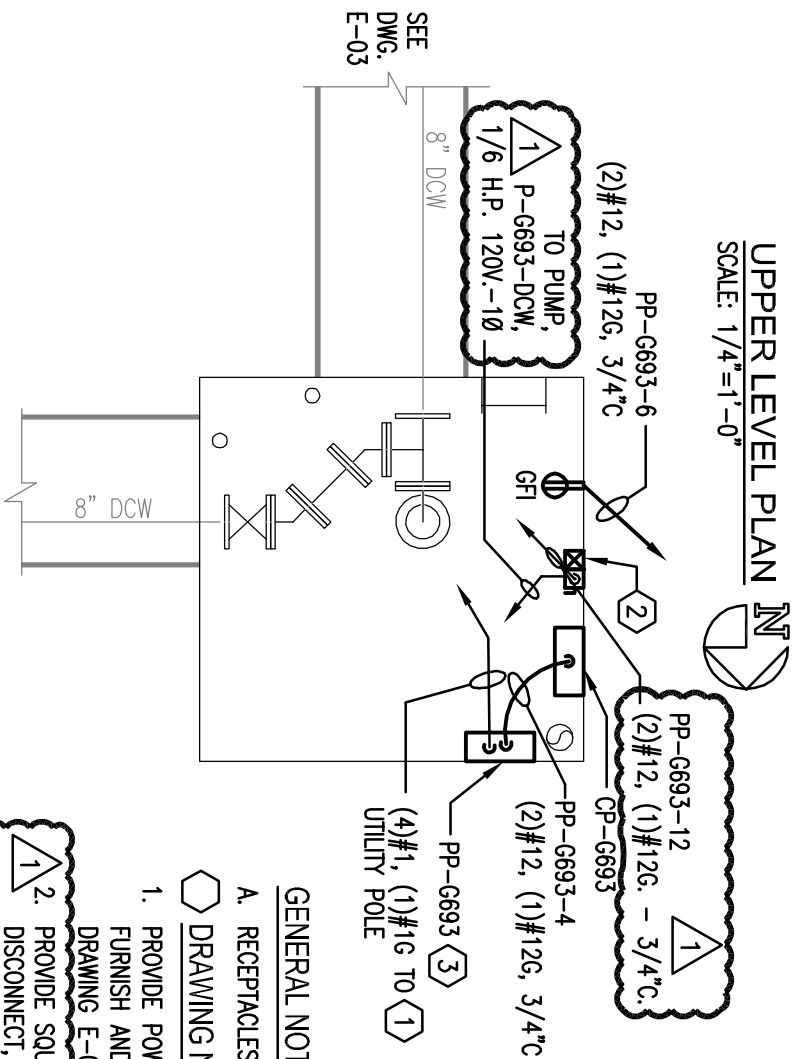 UPPER LEVEL PLAN
SCALE: 1/4"=1'-0"
N
SEE
DWG.
E-03
8" DCW
TO PUMP,
P-G693-DCW,
1/6 H.P. 120V.-1Ø
1
PP-G693-6
(2)#12, (1)#12G, 3/4"C
GFI
2
PP-G693-12
(2)#12, (1)#12G. - 3/4"C.
1
CP-G693
PP-G693-4
(2)#12, (1)#12G, 3/4"C
PP-G693 3
(4)#1, (1)#1G TO 1
UTILITY POLE
S
8" DCW
GENERAL NOT
A. RECEPTACLES
DRAWING N
1. PROVIDE POW
FURNISH AND
DRAWING E-
1 2. PROVIDE SQU
DISCONNECT,